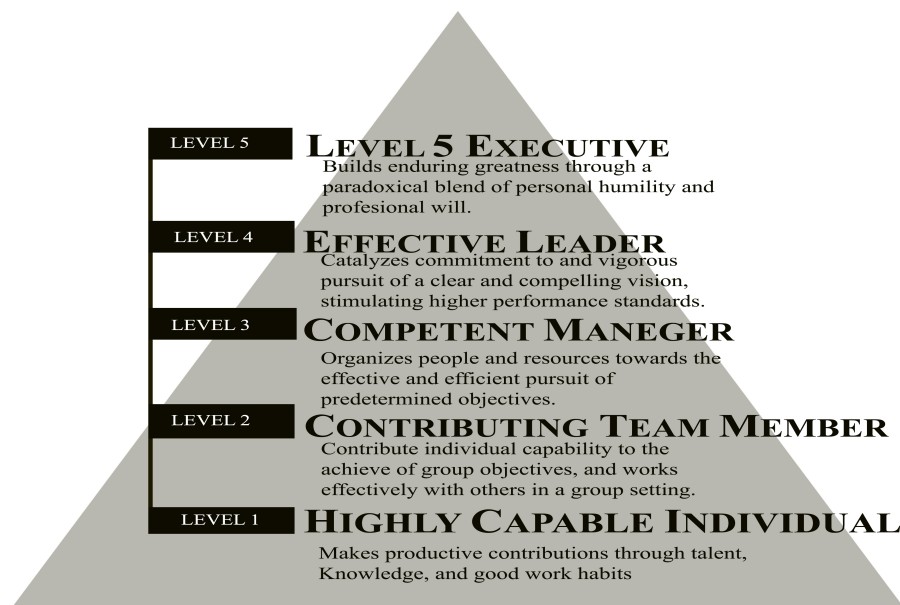 LEVEL 5
LEVEL 5 EXECUTIVE
Builds enduring greatness through a
paradoxical blend of personal humility and
profesional will.
LEVEL 4
EFFECTIVE LEADER
Catalyzes commitment to and vigorous
pursuit of a clear and compelling vision,
stimulating higher performance standards.
LEVEL 3
COMPETENT MANEGER
Organizes people and resources towards the
effective and efficient pursuit of
predetermined objectives.
LEVEL 2
CONTRIBUTING TEAM MEMBER
Contribute individual capability to the
achieve of group objectives, and works
effectively with others in a group setting.
LEVEL 1
HIGHLY CAPABLE INDIVIDUAL
Makes productive contributions through talent,
Knowledge, and good work habits